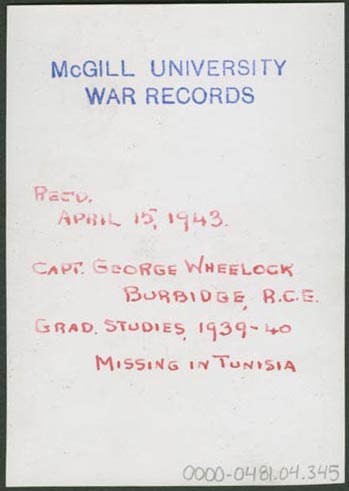 McGILL UNIVERSITY
WAR RECORDS
REC'D.
APRIL 15, 1943.
CAPT. GEORGE WHEELOCK
BURBIDGE, R.C.E.
GRAD. STUDIES, 1939-40
MISSING IN TUNISIA
0000-0481.04.345